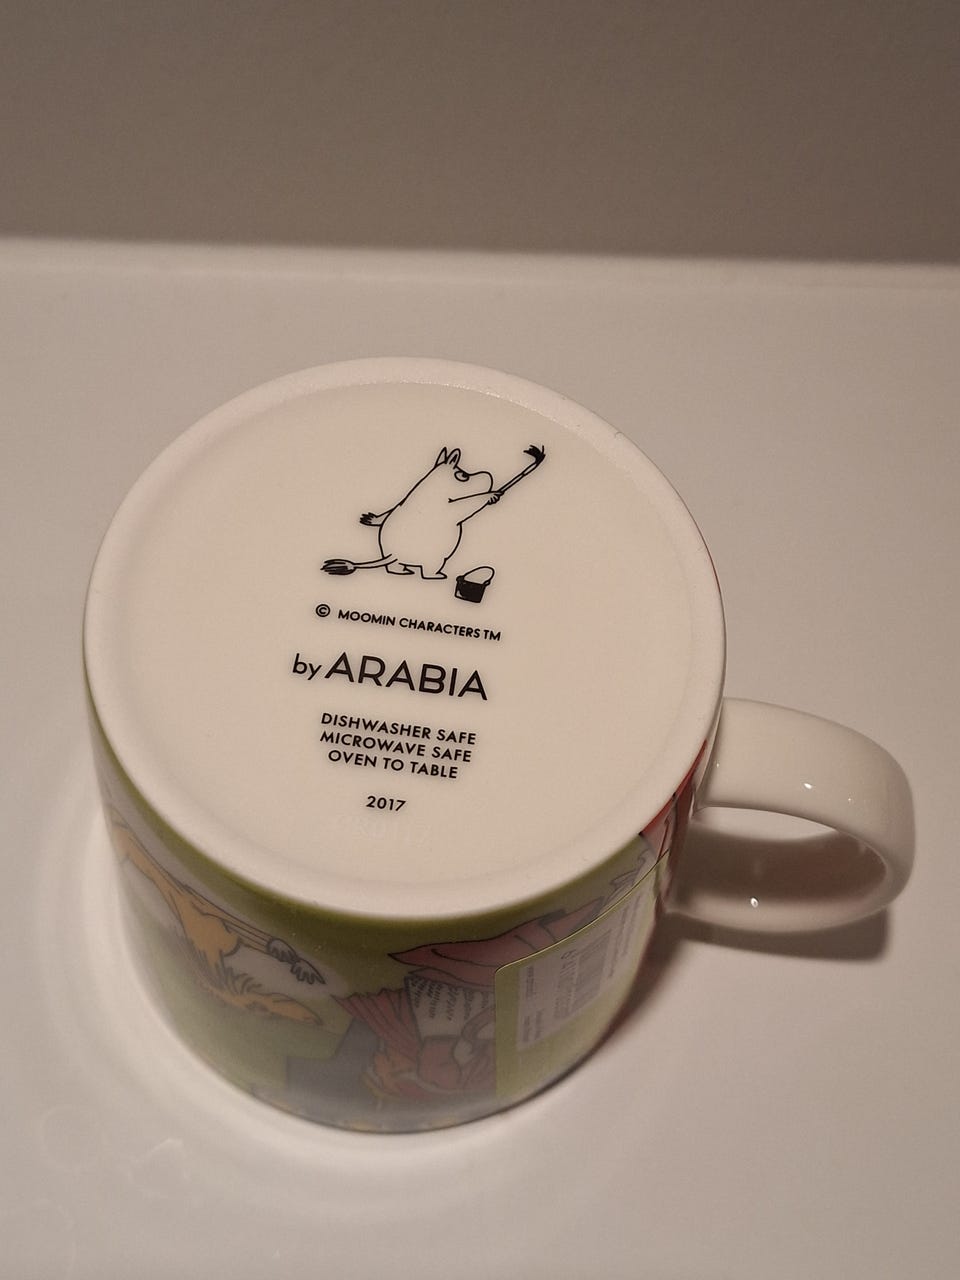 © MOOMIN CHARACTERS TM
by ARABIA
DISHWASHER SAFE
MICROWAVE SAFE
OVEN TO TABLE
2017